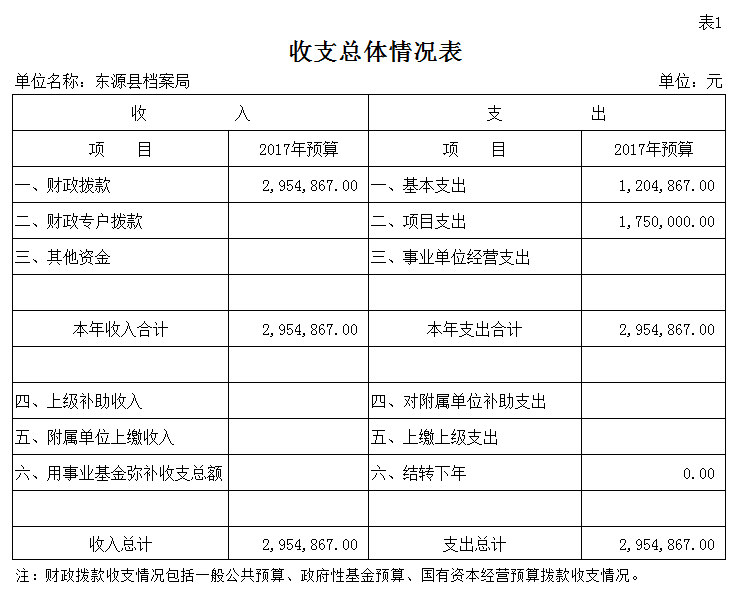 表1
收支总体情况表
单位名称：东源县档案局 单位：元
收 入 支 出
项 目 2017年预算 项 目 2017年预算
一、财政拨款 2,954,867.00 一、基本支出 1,204,867.00
二、财政专户拨款 二、项目支出 1,750,000.00
三、其他资金 三、事业单位经营支出
本年收入合计 2,954,867.00 本年支出合计 2,954,867.00
四、上级补助收入 四、对附属单位补助支出
五、附属单位上缴收入 五、上缴上级支出
六、用事业基金弥补收支总额 六、结转下年 0.00
收入总计 2,954,867.00 支出总计 2,954,867.00
注：财政拨款收支情况包括一般公共预算、政府性基金预算、国有资本经营预算拨款收支情况。